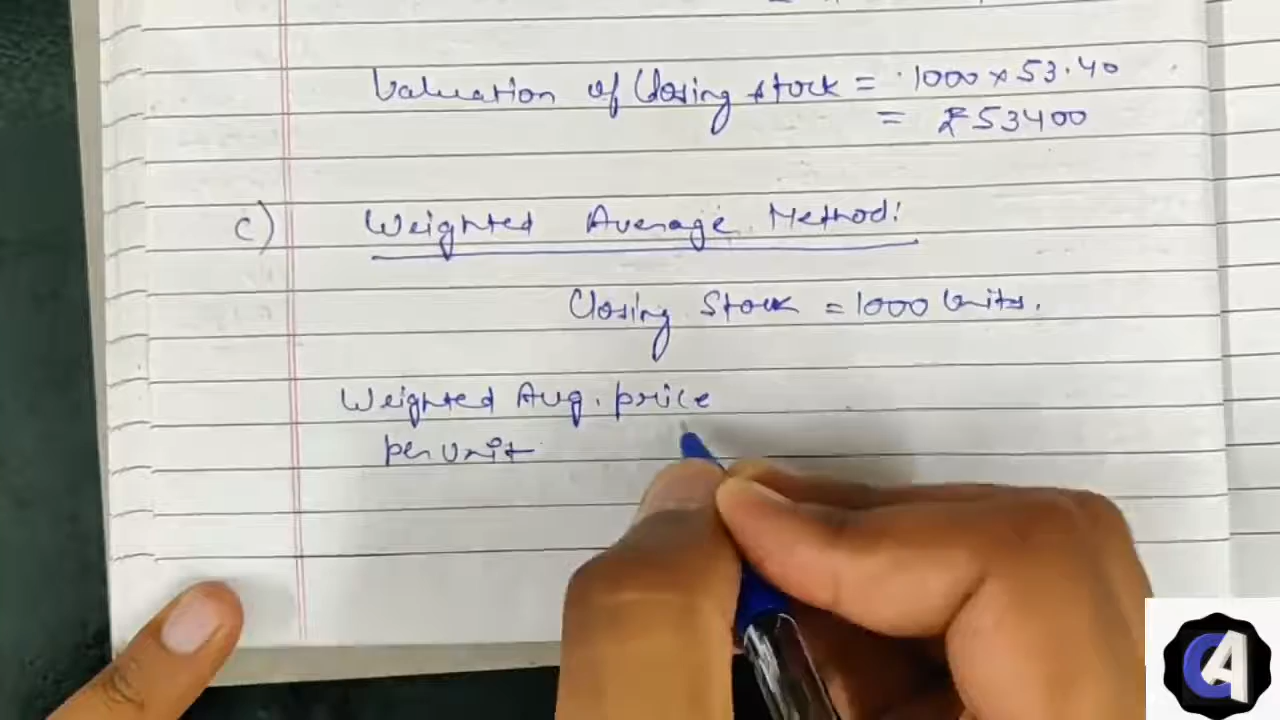 Valuation of Closing stock = 1000 × 53.40
= ₹53400
c) Weighted Average Method:
Closing Stock = 1000 Units.
Weighted Avg. price
per Unit
CA